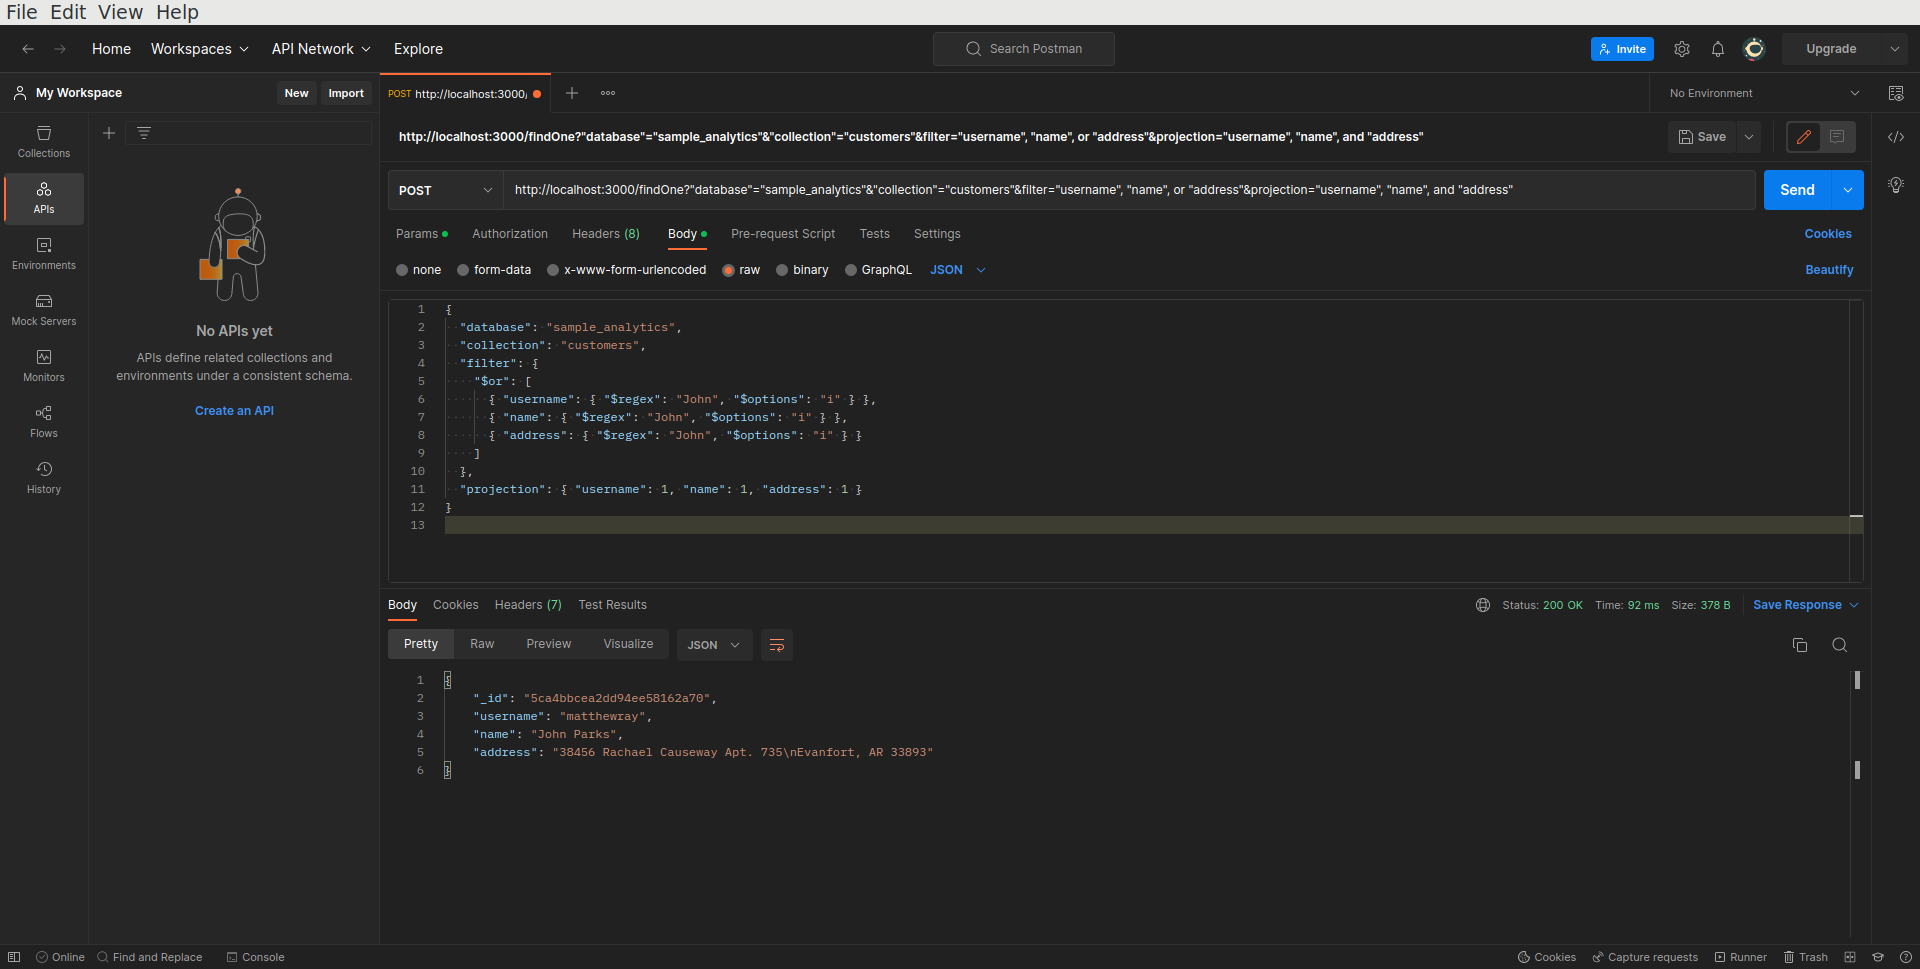 File Edit View Help
Home Workspaces API Network Explore Search Postman Invite Upgrade
My Workspace New Import POST http://localhost:3000/ No Environment
http://localhost:3000/findOne?"database"="sample_analytics"&"collection"="customers"&filter="username", "name", or "address"&projection="username", "name", and "address" Save
POST http://localhost:3000/findOne?"database"="sample_analytics"&"collection"="customers"&filter="username", "name", or "address"&projection="username", "name", and "address" Send
Params Authorization Headers (8) Body Pre-request Script Tests Settings Cookies
none form-data x-www-form-urlencoded raw binary GraphQL JSON Beautify
Collections
APIs
Environments
Mock Servers
Monitors
Flows
History
No APIs yet
APIs define related collections and
environments under a consistent schema.
Create an API
1 {
2 "database": "sample_analytics",
3 "collection": "customers",
4 "filter": {
5 "$or": [
6 { "username": { "$regex": "John", "$options": "i" } },
7 { "name": { "$regex": "John", "$options": "i" } },
8 { "address": { "$regex": "John", "$options": "i" } }
9 ]
10 },
11 "projection": { "username": 1, "name": 1, "address": 1 }
12 }
13
Body Cookies Headers (7) Test Results Status: 200 OK Time: 92 ms Size: 378 B Save Response
Pretty Raw Preview Visualize JSON
1 {
2 "_id": "5ca4bbcea2dd94ee58162a70",
3 "username": "matthewray",
4 "name": "John Parks",
5 "address": "38456 Rachael Causeway Apt. 735\nEvanfort, AR 33893"
6 }
Online Find and Replace Console Cookies Capture requests Runner Trash